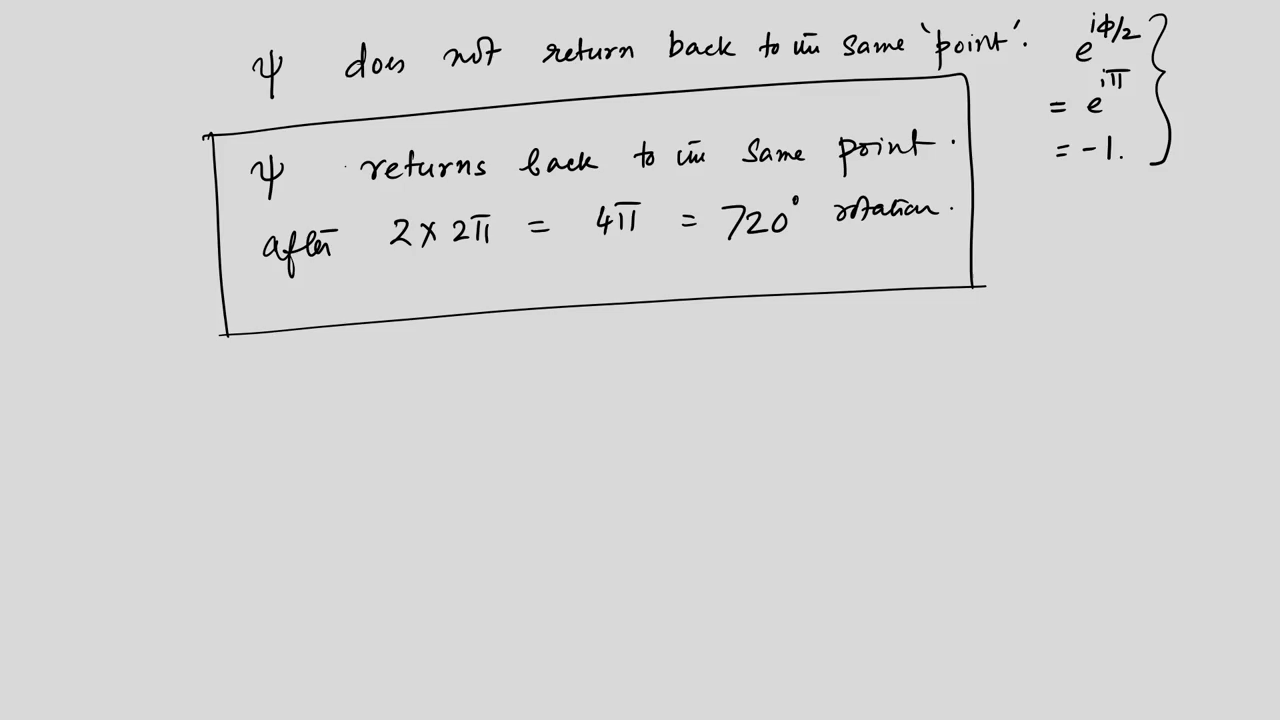 ψ does not return back to the same 'point'. e^{iΦ/2}
= e^{iπ}
= -1.
ψ returns back to the same point.
after 2 × 2π = 4π = 720° rotation.